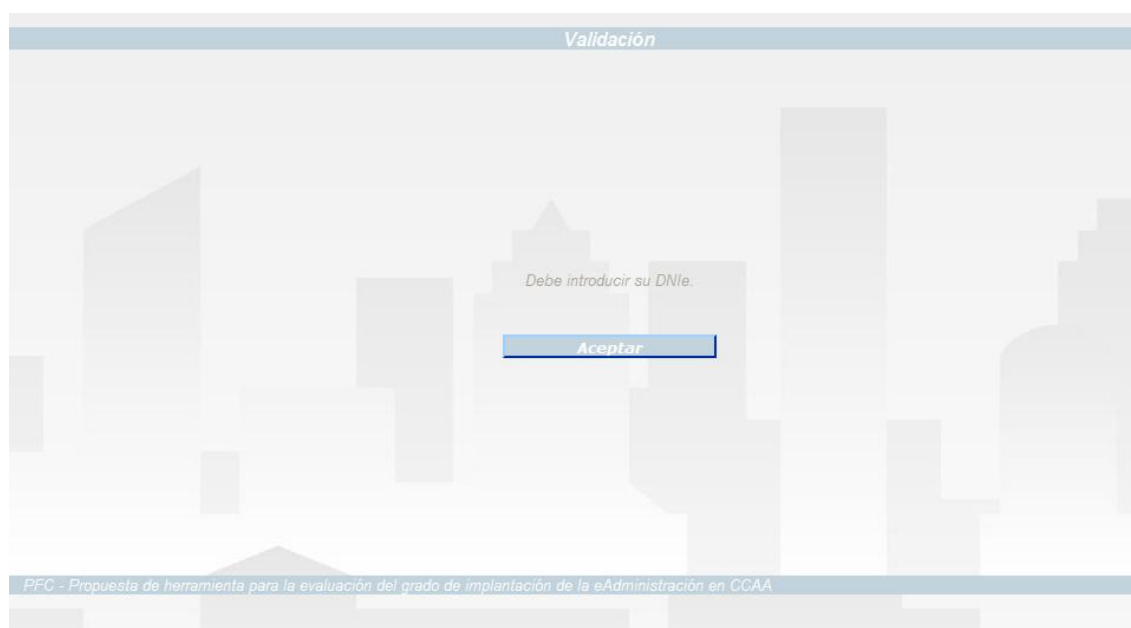 Validación
Debe introducir su DNIe.
Aceptar
PFC - Propuesta de herramienta para la evaluación del grado de implantación de la eAdministración en CCAA